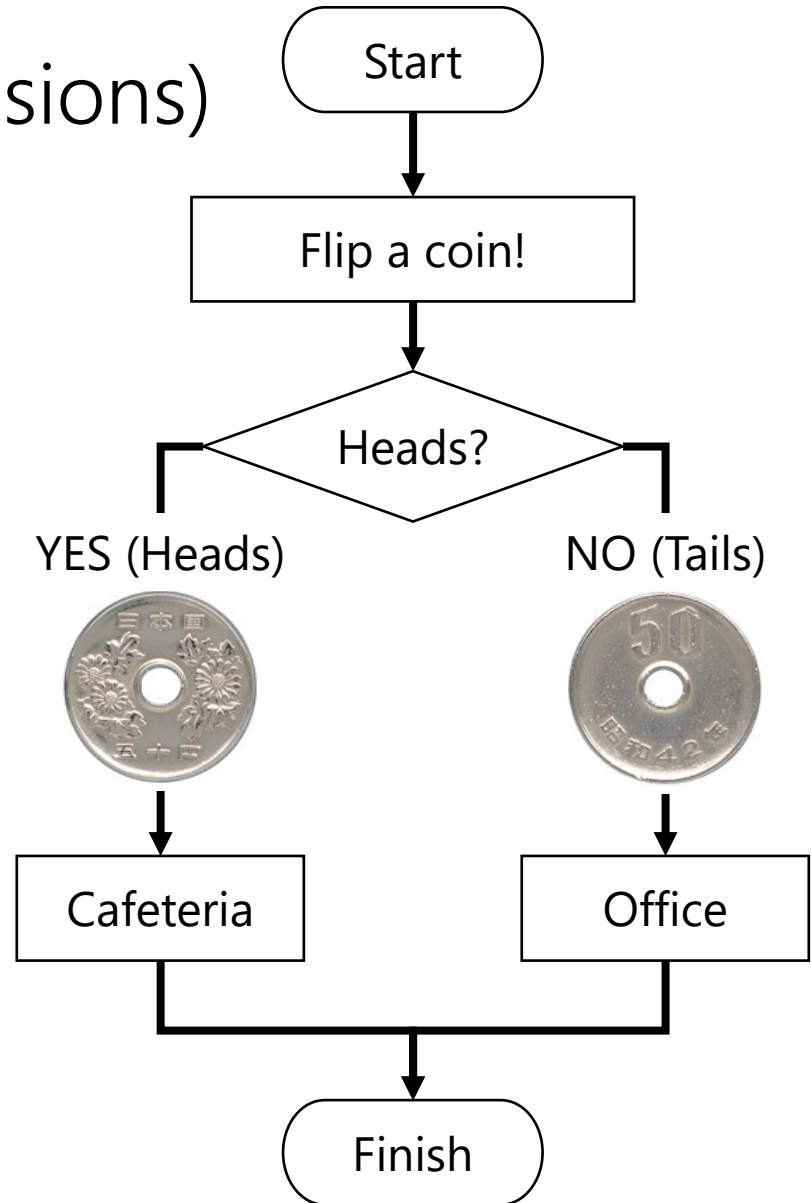 sions)
Start
Flip a coin!
Heads?
YES (Heads)
NO (Tails)
日本国
五十円
50
昭和42年
Cafeteria
Office
Finish